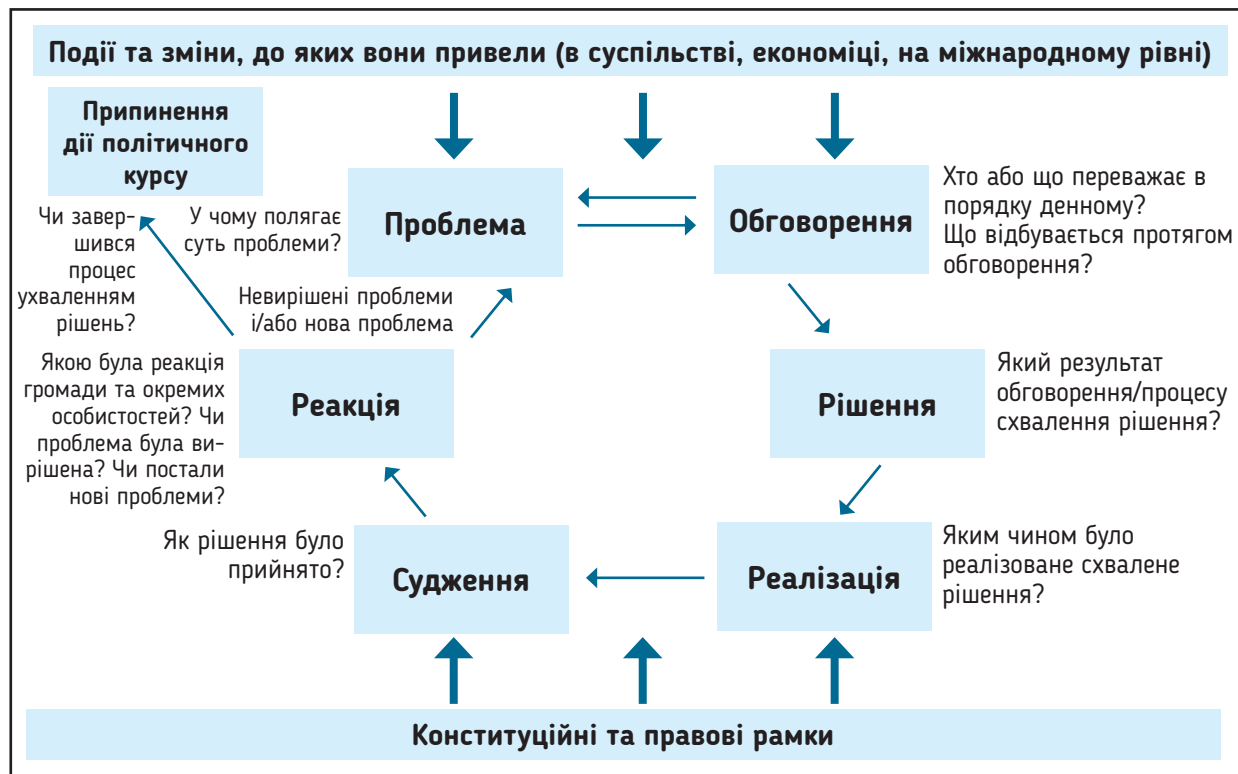 Події та зміни, до яких вони привели (в суспільстві, економіці, на міжнародному рівні)
Припинення
дії політичного
курсу
Чи завер-
шився
процес
ухваленням
рішень?
У чому полягає
суть проблеми?
Проблема
Обговорення
Хто або що переважає в
порядку денному?
Що відбувається протягом
обговорення?
Невирішені проблеми
і/або нова проблема
Якою була реакція
громади та окремих
особистостей? Чи
проблема була ви-
рішена? Чи постали
нові проблеми?
Реакція
Рішення
Який результат
обговорення/процесу
схвалення рішення?
Як рішення було
прийнято?
Судження
Реалізація
Яким чином було
реалізоване схвалене
рішення?
Конституційні та правові рамки